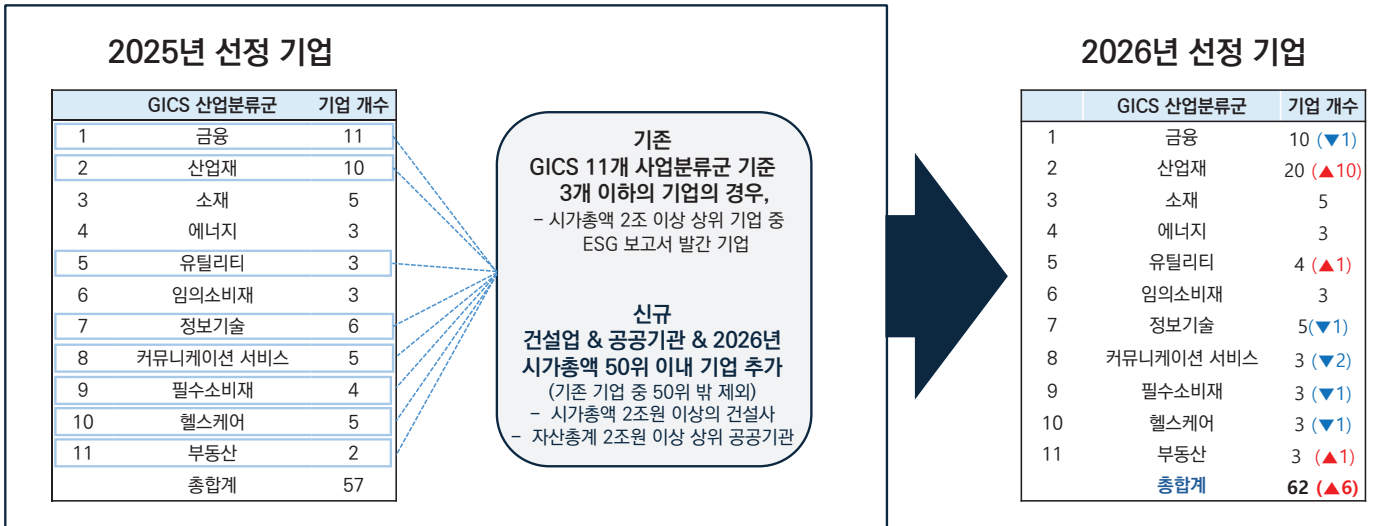 2025년 선정 기업
GICS 산업분류군 기업 개수
1 금융 11
2 산업재 10
3 소재 5
4 에너지 3
5 유틸리티 3
6 임의소비재 3
7 정보기술 6
8 커뮤니케이션 서비스 5
9 필수소비재 4
10 헬스케어 5
11 부동산 2
총합계 57
기존
GICS 11개 사업분류군 기준
3개 이하의 기업의 경우,
– 시가총액 2조 이상 상위 기업 중
ESG 보고서 발간 기업
신규
건설업 & 공공기관 & 2026년
시가총액 50위 이내 기업 추가
(기존 기업 중 50위 밖 제외)
– 시가총액 2조원 이상의 건설사
– 자산총계 2조원 이상 상위 공공기관
2026년 선정 기업
GICS 산업분류군 기업 개수
1 금융 10 (▼1)
2 산업재 20 (▲10)
3 소재 5
4 에너지 3
5 유틸리티 4 (▲1)
6 임의소비재 3
7 정보기술 5(▼1)
8 커뮤니케이션 서비스 3 (▼2)
9 필수소비재 3 (▼1)
10 헬스케어 3 (▼1)
11 부동산 3 (▲1)
총합계 62 (▲6)